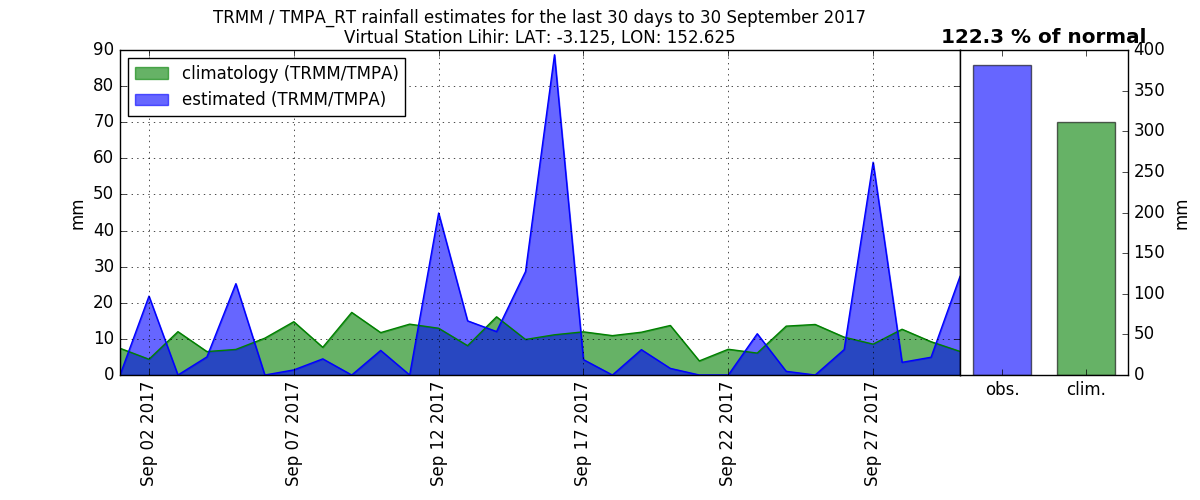 TRMM / TMPA_RT rainfall estimates for the last 30 days to 30 September 2017
Virtual Station Lihir: LAT: -3.125, LON: 152.625
122.3 % of normal
climatology (TRMM/TMPA)
estimated (TRMM/TMPA)
90
80
70
60
50
40
30
20
10
0
mm
Sep 02 2017
Sep 07 2017
Sep 12 2017
Sep 17 2017
Sep 22 2017
Sep 27 2017
obs.
clim.
400
350
300
250
200
150
100
50
0
mm